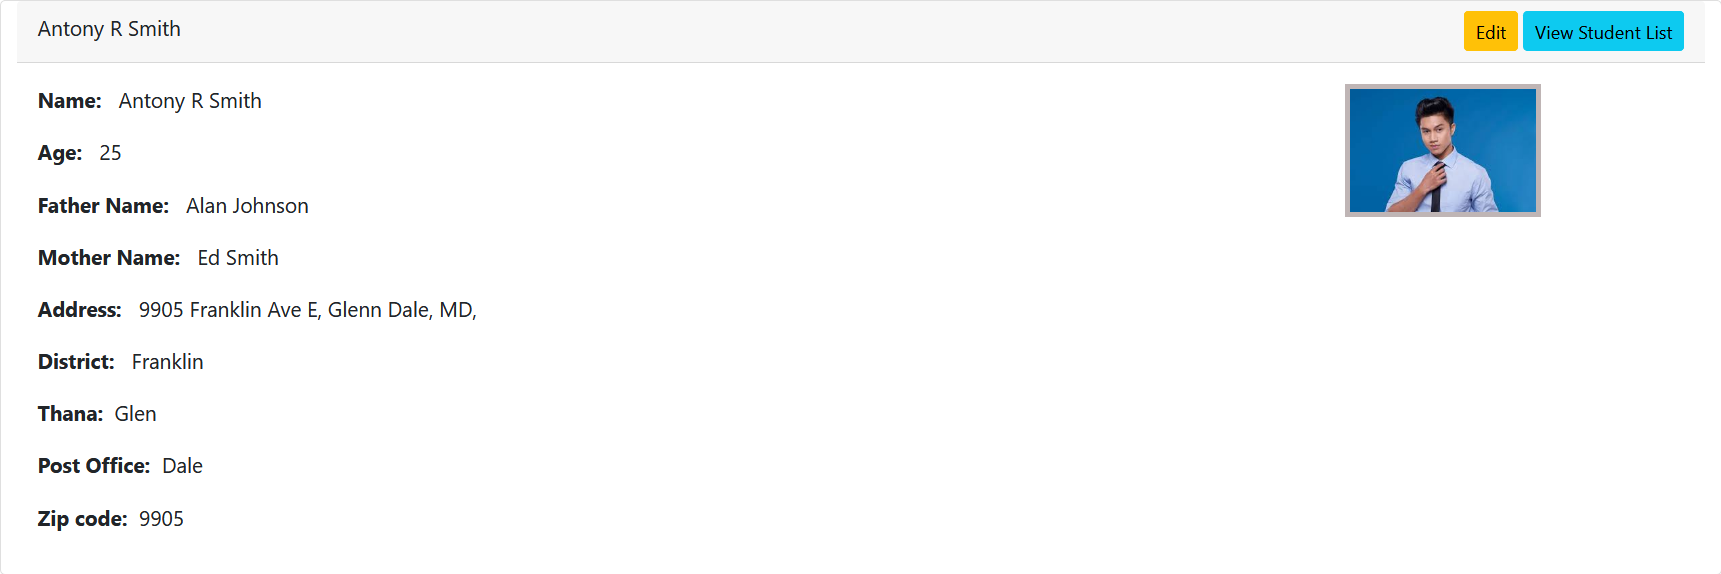 Antony R Smith
Edit
View Student List
Name: Antony R Smith
Age: 25
Father Name: Alan Johnson
Mother Name: Ed Smith
Address: 9905 Franklin Ave E, Glenn Dale, MD,
District: Franklin
Thana: Glen
Post Office: Dale
Zip code: 9905